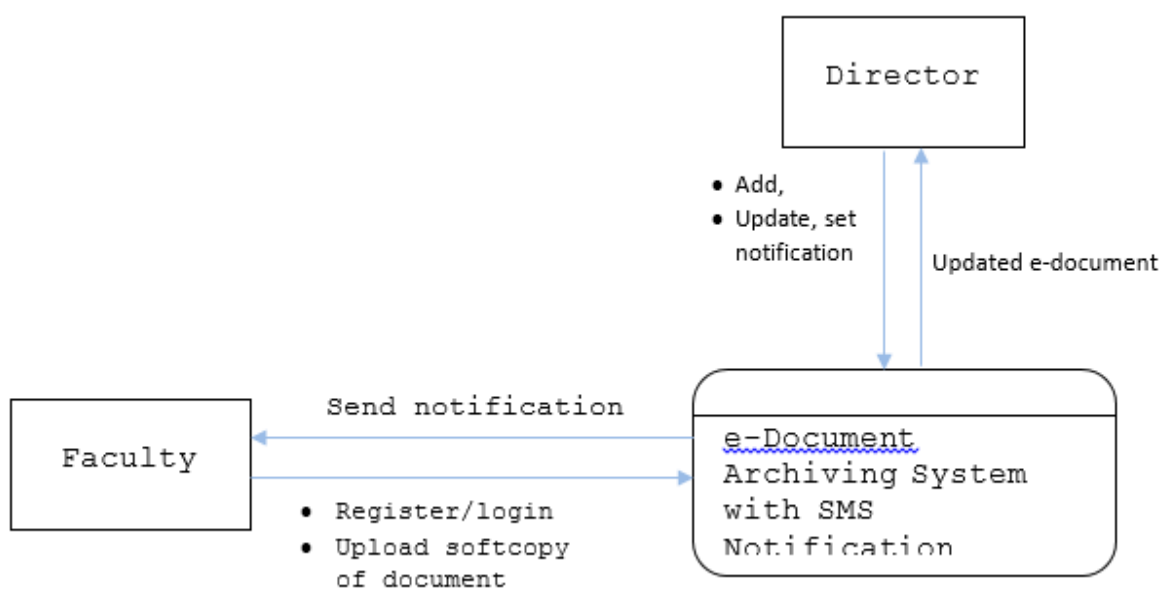 Director
• Add,
• Update, set
notification
Updated e-document
Send notification
Faculty
e-Document
Archiving System
with SMS
Notification
• Register/login
• Upload softcopy
of document